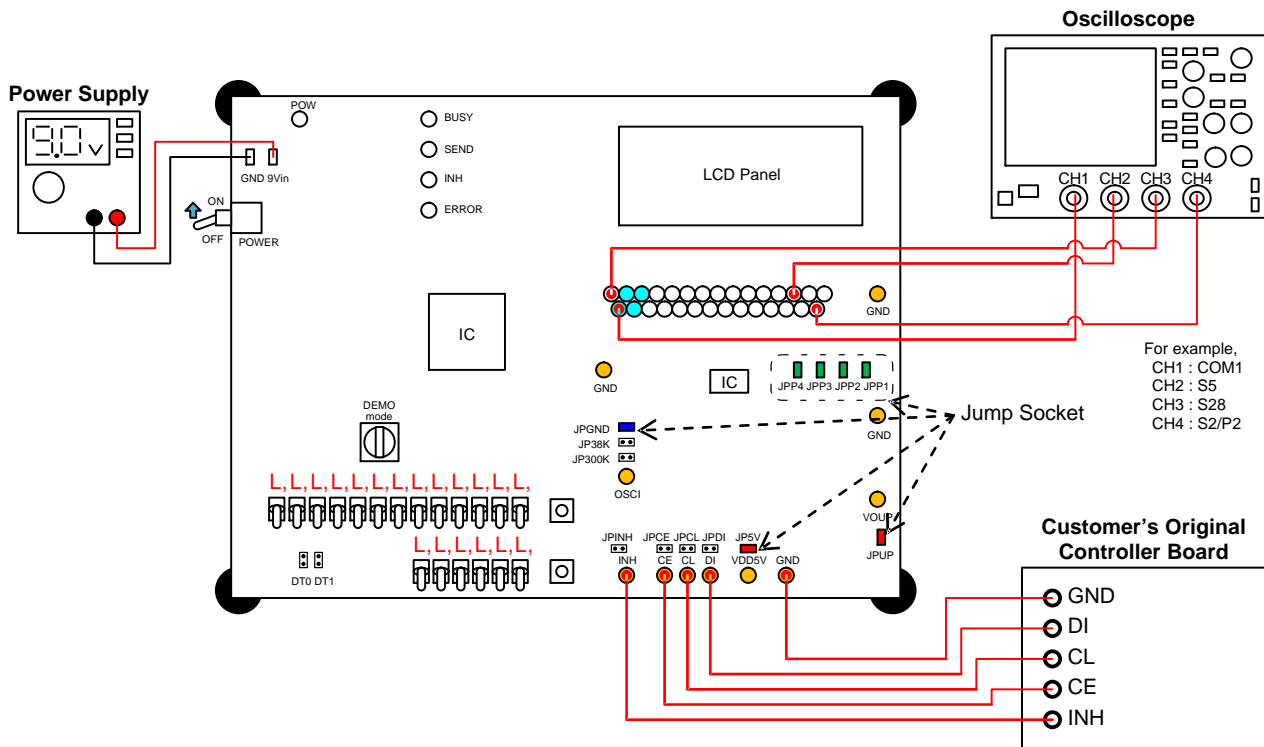 Oscilloscope
Power Supply
9.0 V
POW
BUSY
SEND
INH
ERROR
GND 9Vin
ON
OFF
POWER
LCD Panel
CH1 CH2 CH3 CH4
IC
GND
GND
IC
JPP4 JPP3 JPP2 JPP1
For example,
CH1 : COM1
CH2 : S5
CH3 : S28
CH4 : S2/P2
DEMO
mode
JPGND
JP38K
JP300K
OSCI
GND
Jump Socket
L, L, L, L, L, L, L, L, L, L, L,
VOUP
JPUP
L, L, L, L, L, L,
DT0 DT1
JPINH JPCE JPCL JPDI JP5V
INH CE CL DI VDD5V GND
Customer's Original
Controller Board
GND
DI
CL
CE
INH